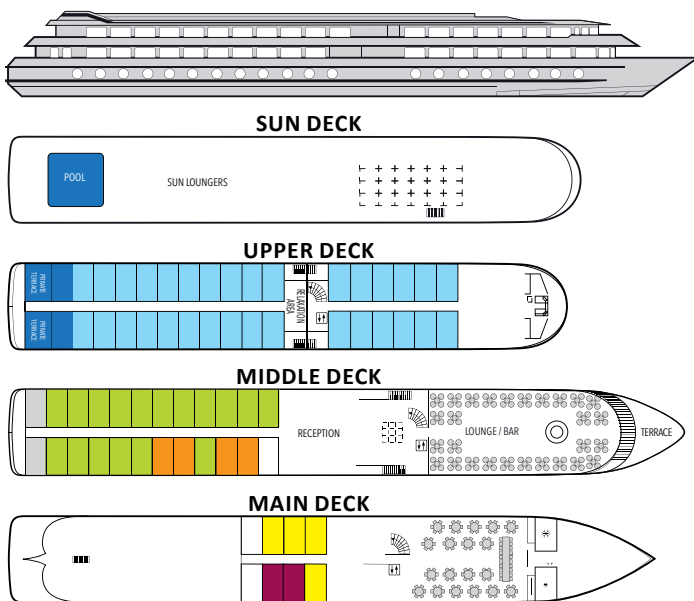 SUN DECK
POOL
SUN LOUNGERS
UPPER DECK
PRIVATE
TERRACE
PRIVATE
TERRACE
RELAXATION
AREA
MIDDLE DECK
RECEPTION
LOUNGE / BAR
TERRACE
MAIN DECK